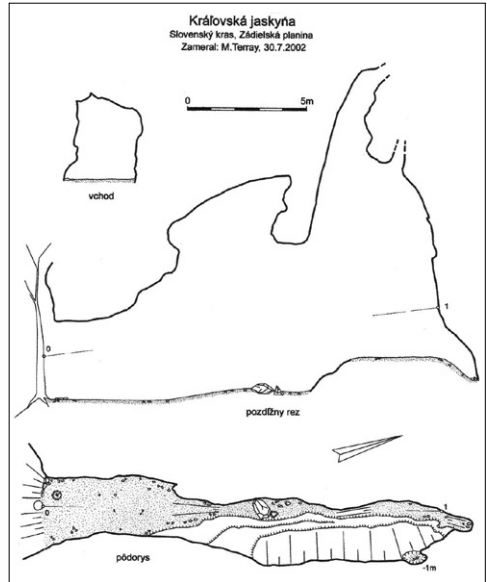 Kráľovská jaskyňa
Slovenský kras, Zádielská planina
Zameral: M.Terray, 30.7.2002
0 5m
vchod
0
1
pozdĺžny rez
0
1
-1m
pôdorys